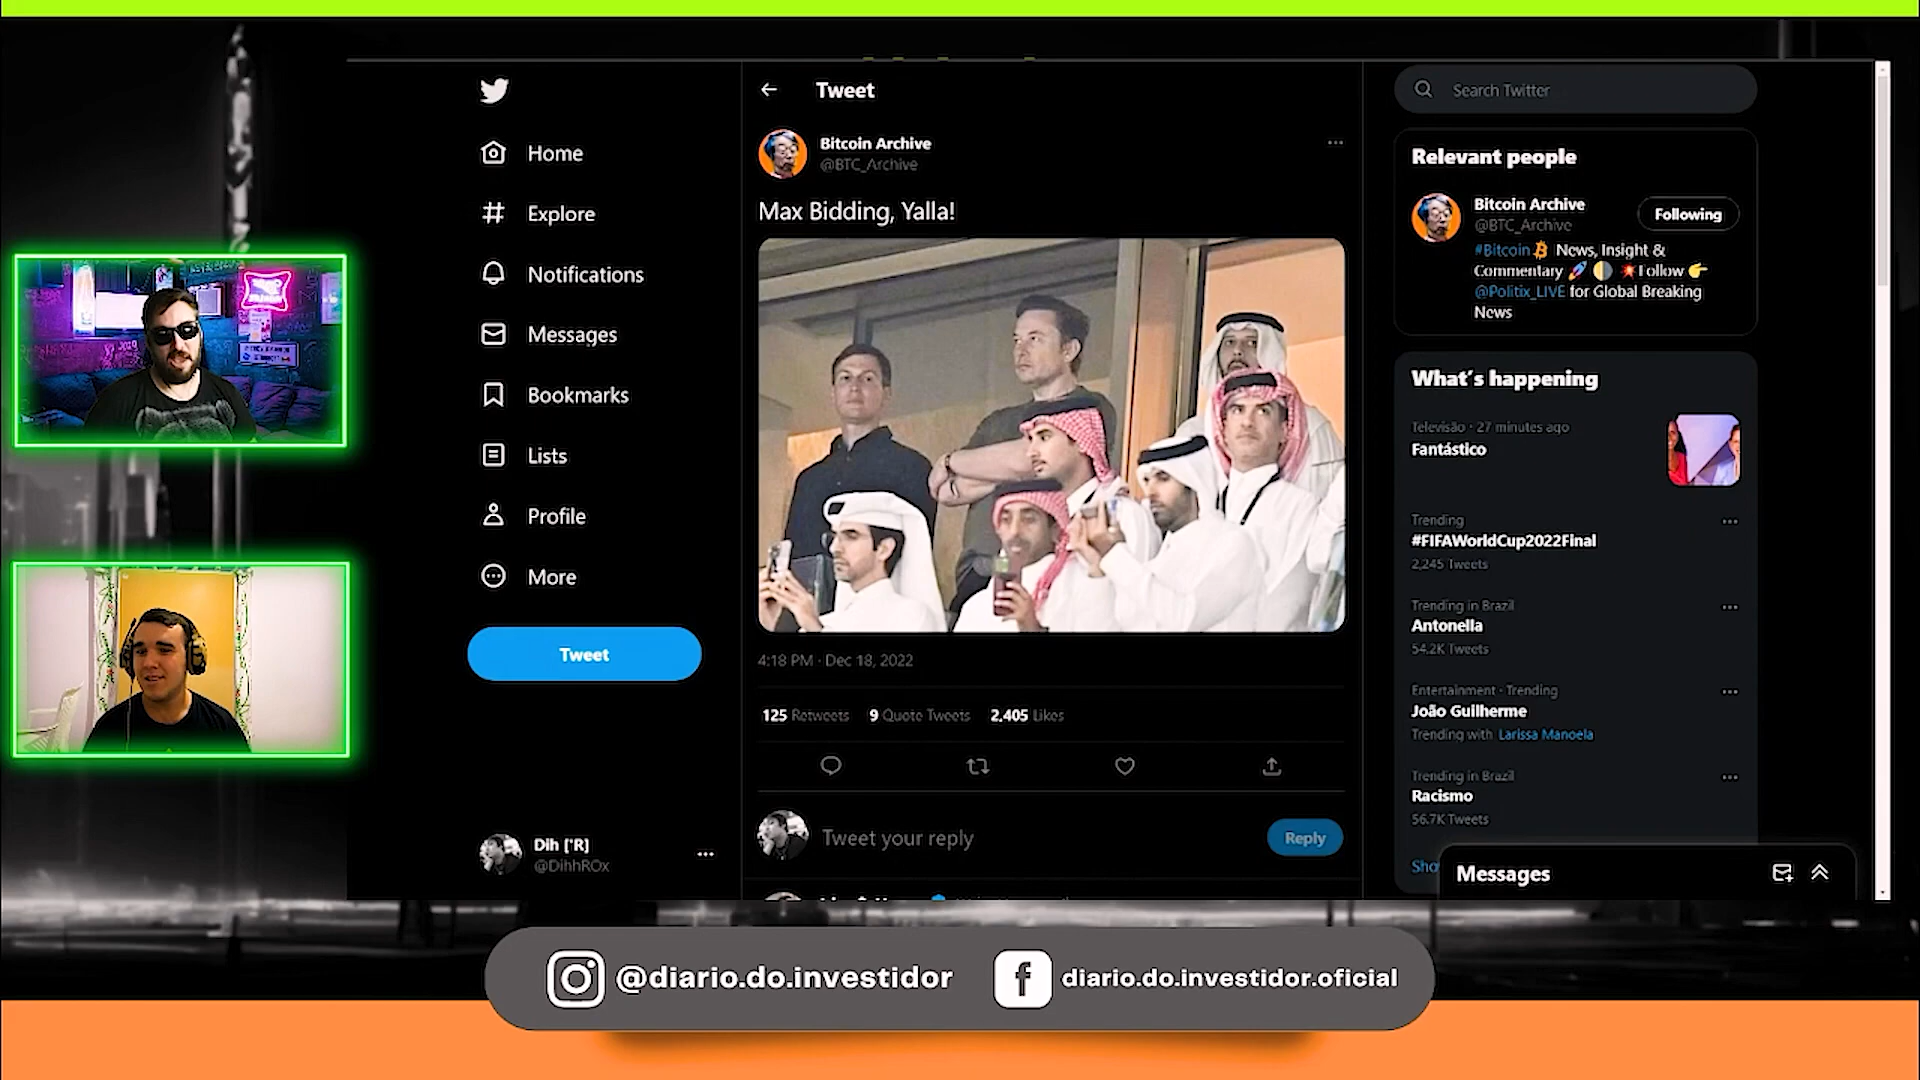 Home
Explore
Notifications
Messages
Bookmarks
Lists
Profile
More
Tweet
Dih ['R]
@DihhROx
Tweet
Bitcoin Archive
@BTC_Archive
Max Bidding, Yalla!
4:18 PM · Dec 18, 2022
125 Retweets 9 Quote Tweets 2,405 Likes
Tweet your reply
Reply
Search Twitter
Relevant people
Bitcoin Archive
@BTC_Archive
Following
#Bitcoin News, Insight &
Commentary Follow
@Politix_LIVE for Global Breaking
News
What's happening
Televisão · 27 minutes ago
Fantástico
Trending
#FIFAWorldCup2022Final
2,245 Tweets
Trending in Brazil
Antonella
54.2K Tweets
Entertainment · Trending
João Guilherme
Trending with Larissa Manoela
Trending in Brazil
Racismo
56.7K Tweets
Sho
Messages
@diario.do.investidor
diario.do.investidor.oficial